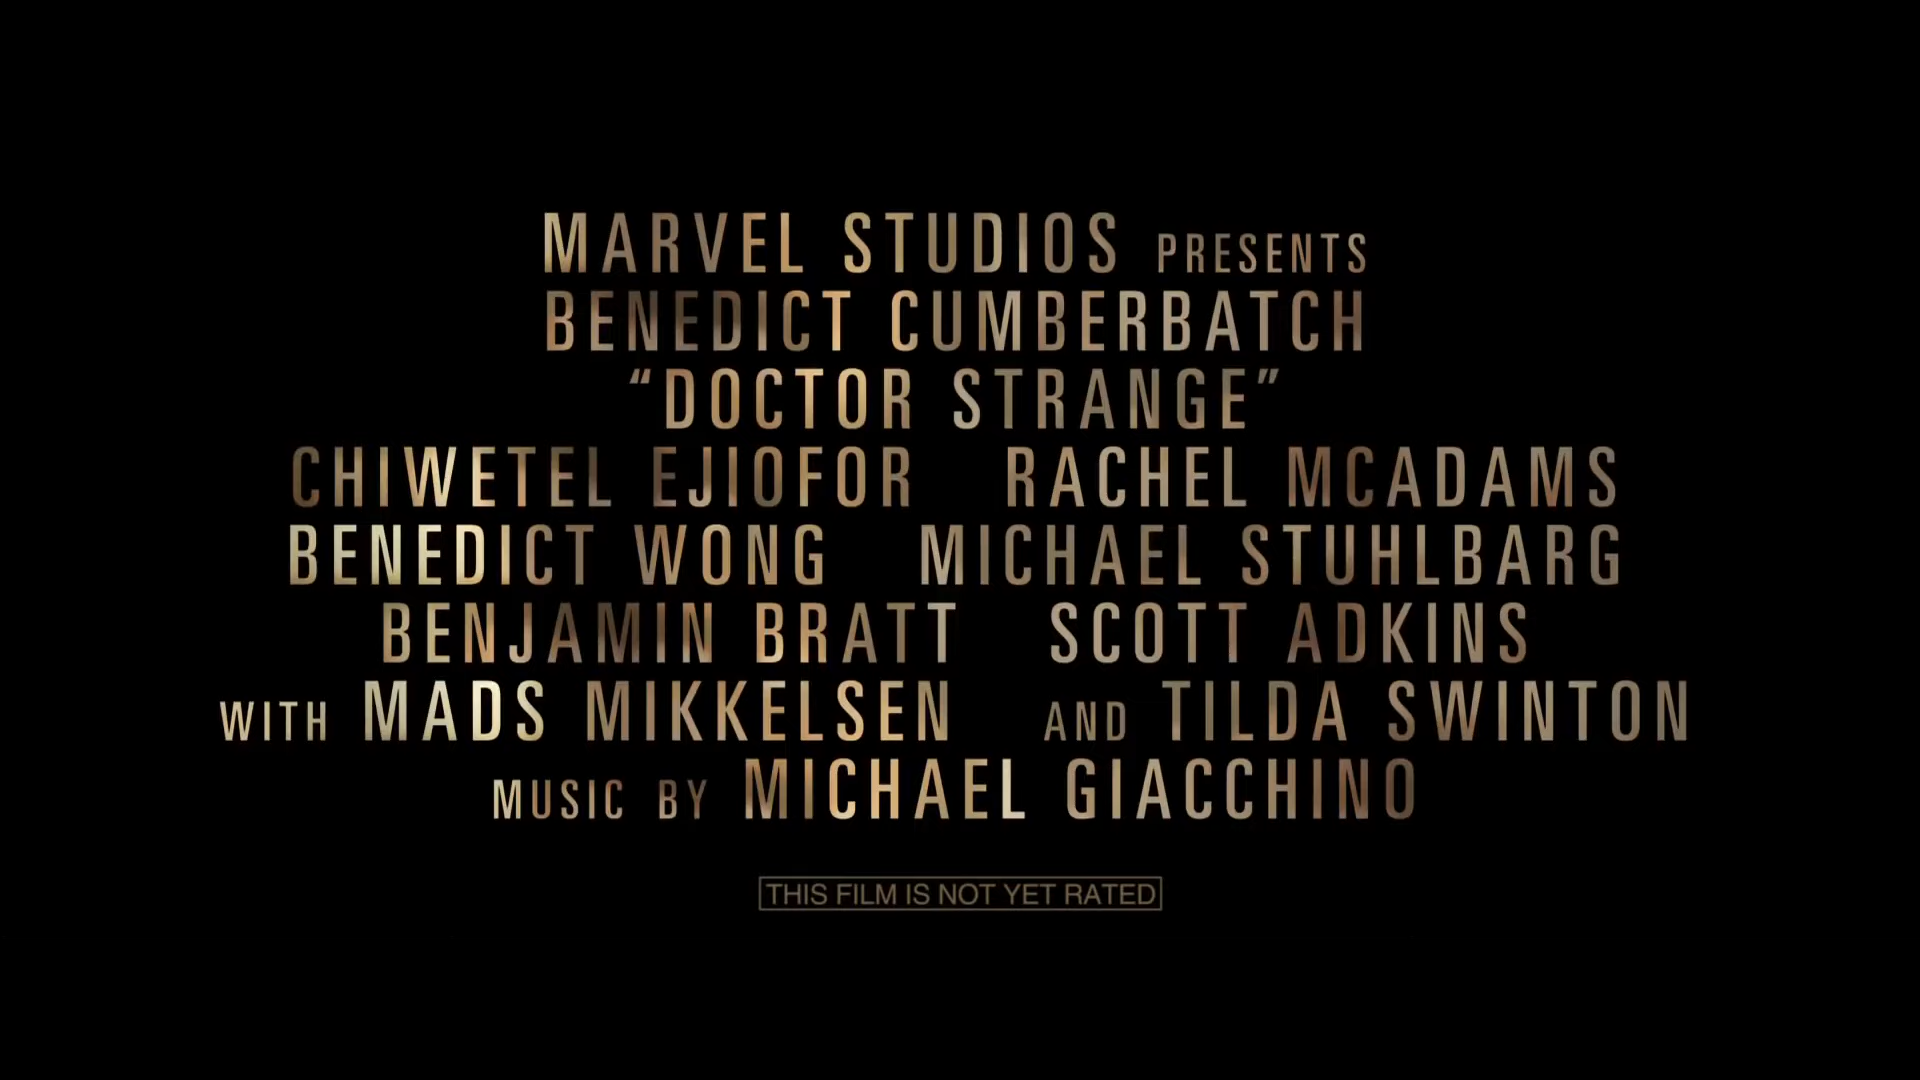 MARVEL STUDIOS PRESENTS
BENEDICT CUMBERBATCH
“DOCTOR STRANGE”
CHIWETEL EJIOFOR RACHEL MCADAMS
BENEDICT WONG MICHAEL STUHLBARG
BENJAMIN BRATT SCOTT ADKINS
WITH MADS MIKKELSEN AND TILDA SWINTON
MUSIC BY MICHAEL GIACCHINO
THIS FILM IS NOT YET RATED